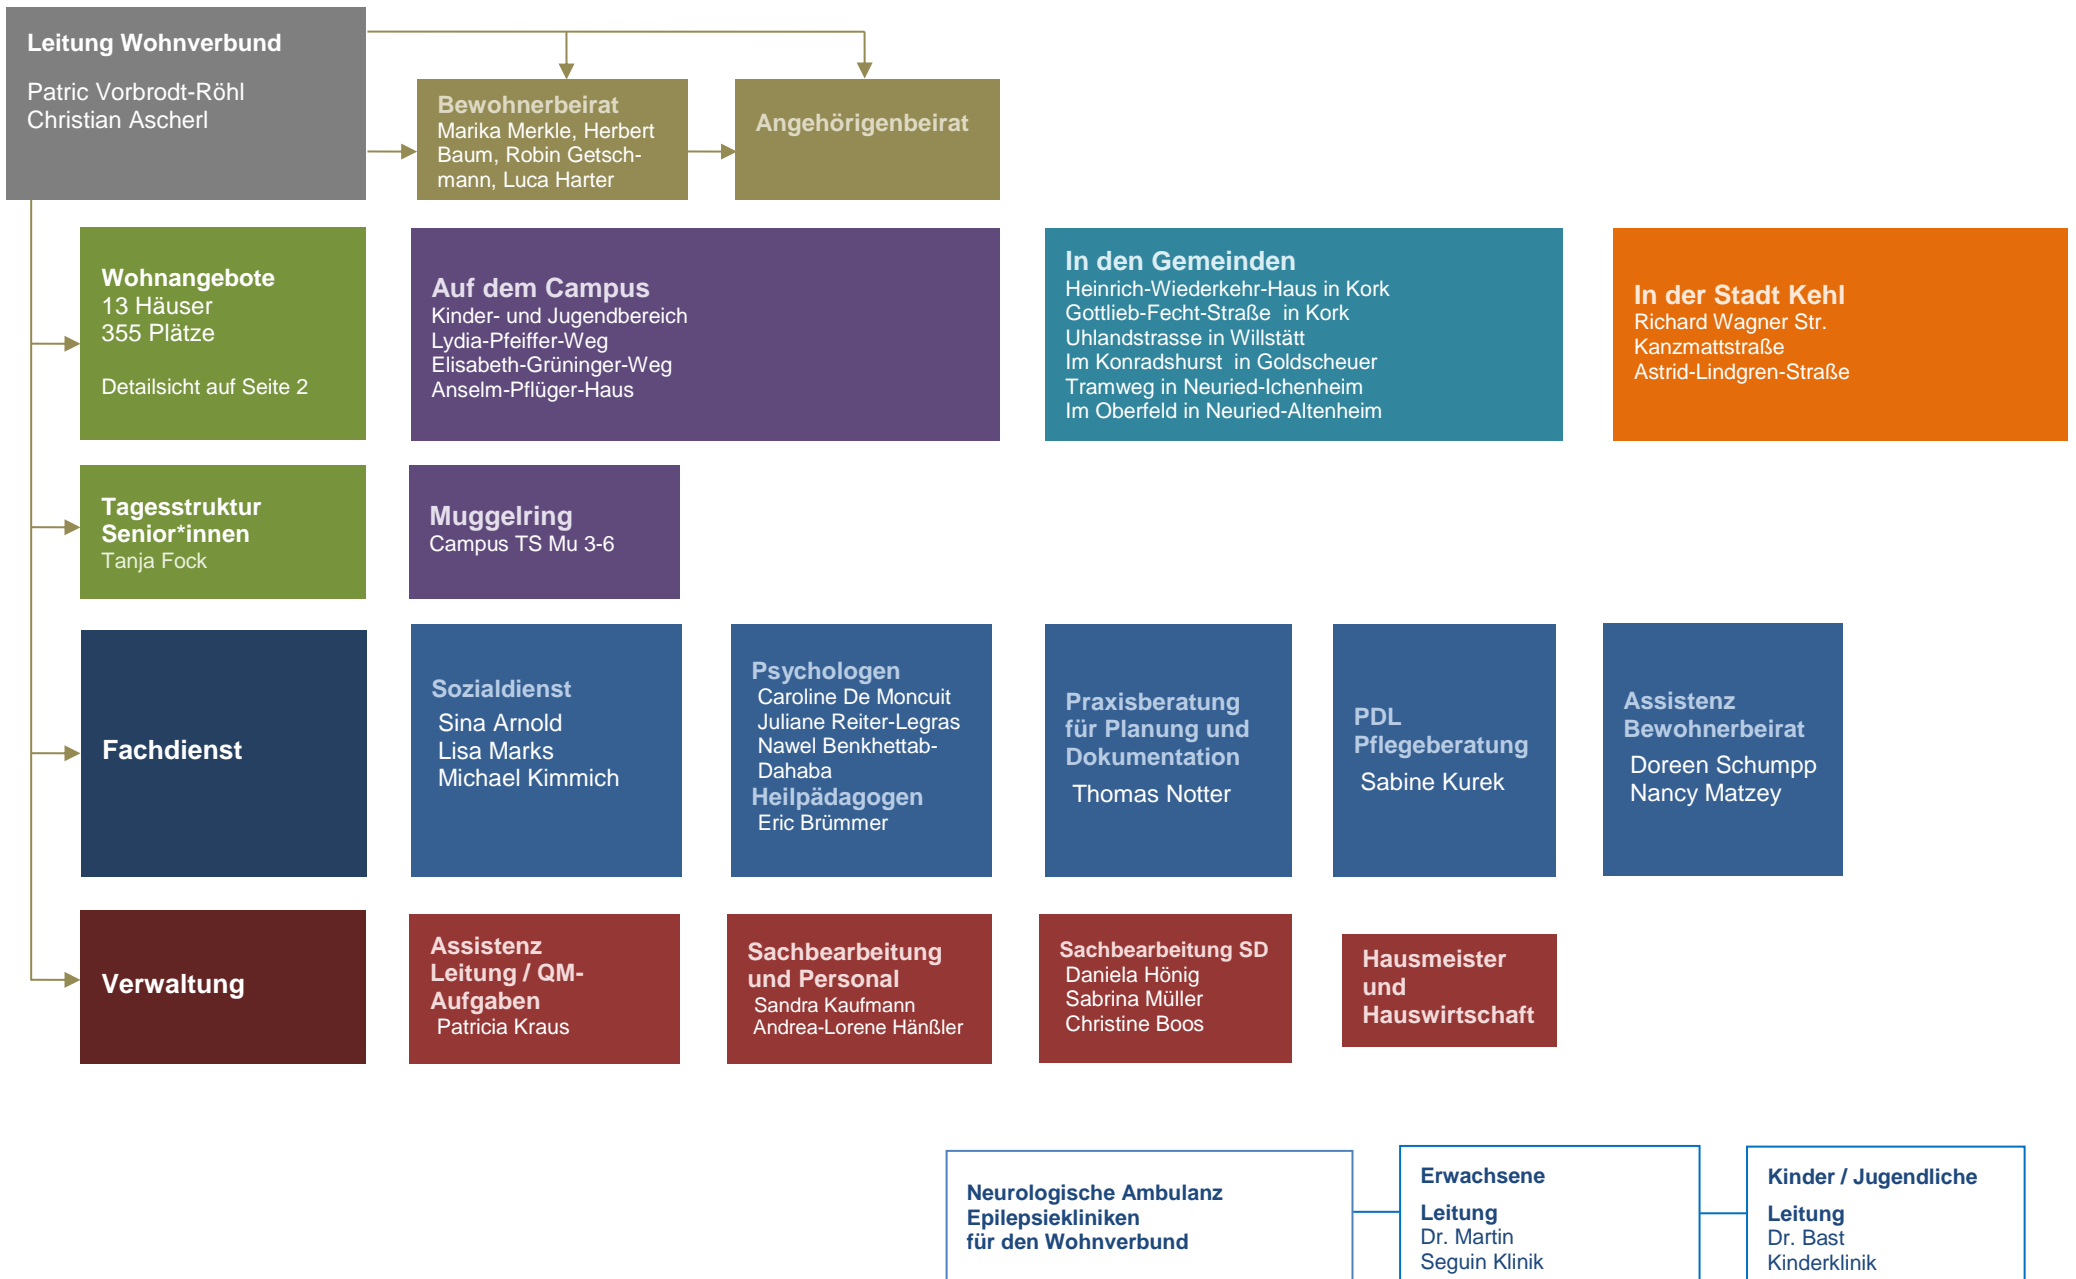 Leitung Wohnverbund
Patric Vorbrodt-Röhl
Christian Ascherl
Bewohnerbeirat
Marika Merkle, Herbert
Baum, Robin Getsch-
mann, Luca Harter
Angehörigenbeirat
Wohnangebote
13 Häuser
355 Plätze
Detailsicht auf Seite 2
Auf dem Campus
Kinder- und Jugendbereich
Lydia-Pfeiffer-Weg
Elisabeth-Grüninger-Weg
Anselm-Pflüger-Haus
In den Gemeinden
Heinrich-Wiederkehr-Haus in Kork
Gottlieb-Fecht-Straße  in Kork
Uhlandstrasse in Willstätt
Im Konradshurst  in Goldscheuer
Tramweg in Neuried-Ichenheim
Im Oberfeld in Neuried-Altenheim
In der Stadt Kehl
Richard Wagner Str.
Kanzmattstraße
Astrid-Lindgren-Straße
Tagesstruktur
Senior*innen
Tanja Fock
Muggelring
Campus TS Mu 3-6
Fachdienst
Sozialdienst
Sina Arnold
Lisa Marks
Michael Kimmich
Psychologen
Caroline De Moncuit
Juliane Reiter-Legras
Nawel Benkhettab-
Dahaba
Heilpädagogen
Eric Brümmer
Praxisberatung
für Planung und
Dokumentation
Thomas Notter
PDL
Pflegeberatung
Sabine Kurek
Assistenz
Bewohnerbeirat
Doreen Schumpp
Nancy Matzey
Verwaltung
Assistenz
Leitung / QM-
Aufgaben
Patricia Kraus
Sachbearbeitung
und Personal
Sandra Kaufmann
Andrea-Lorene Hänßler
Sachbearbeitung SD
Daniela Hönig
Sabrina Müller
Christine Boos
Hausmeister
und
Hauswirtschaft
Neurologische Ambulanz
Epilepsiekliniken
für den Wohnverbund
Erwachsene
Leitung
Dr. Martin
Seguin Klinik
Kinder / Jugendliche
Leitung
Dr. Bast
Kinderklinik